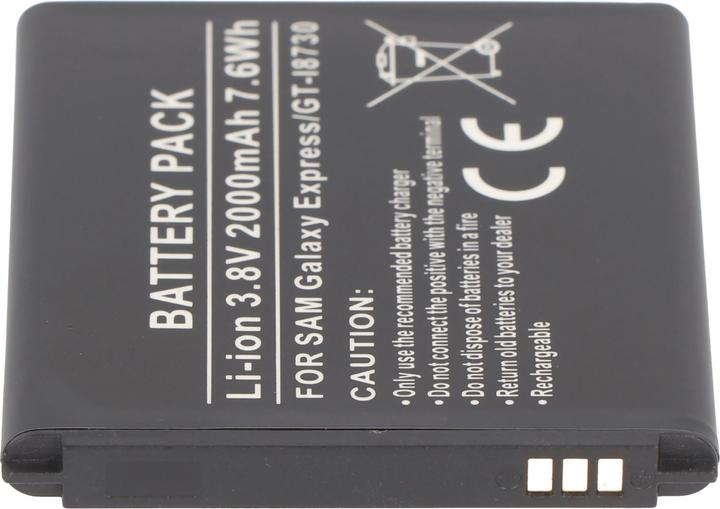 BATTERY PACK
Li-ion 3.8V 2000mAh 7.6Wh
FOR SAM Galaxy Express/GT-I8730
CAUTION:
• Only use the recommended battery charger
• Do not connect the positive with the negative terminal
• Do not dispose of batteries in a fire
• Return old batteries to your dealer
• Rechargeable
CE